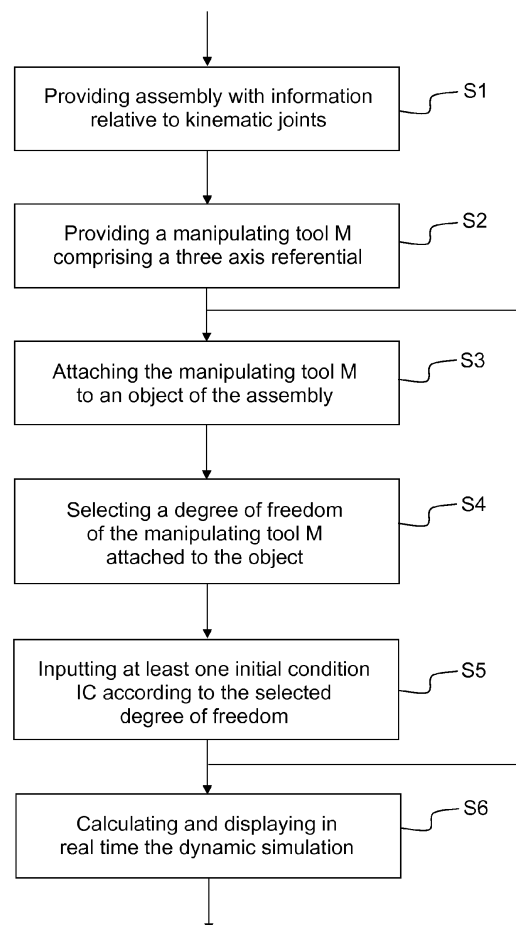 Providing assembly with information
relative to kinematic joints
S1
Providing a manipulating tool M
comprising a three axis referential
S2
Attaching the manipulating tool M
to an object of the assembly
S3
Selecting a degree of freedom
of the manipulating tool M
attached to the object
S4
Inputting at least one initial condition
IC according to the selected
degree of freedom
S5
Calculating and displaying in
real time the dynamic simulation
S6